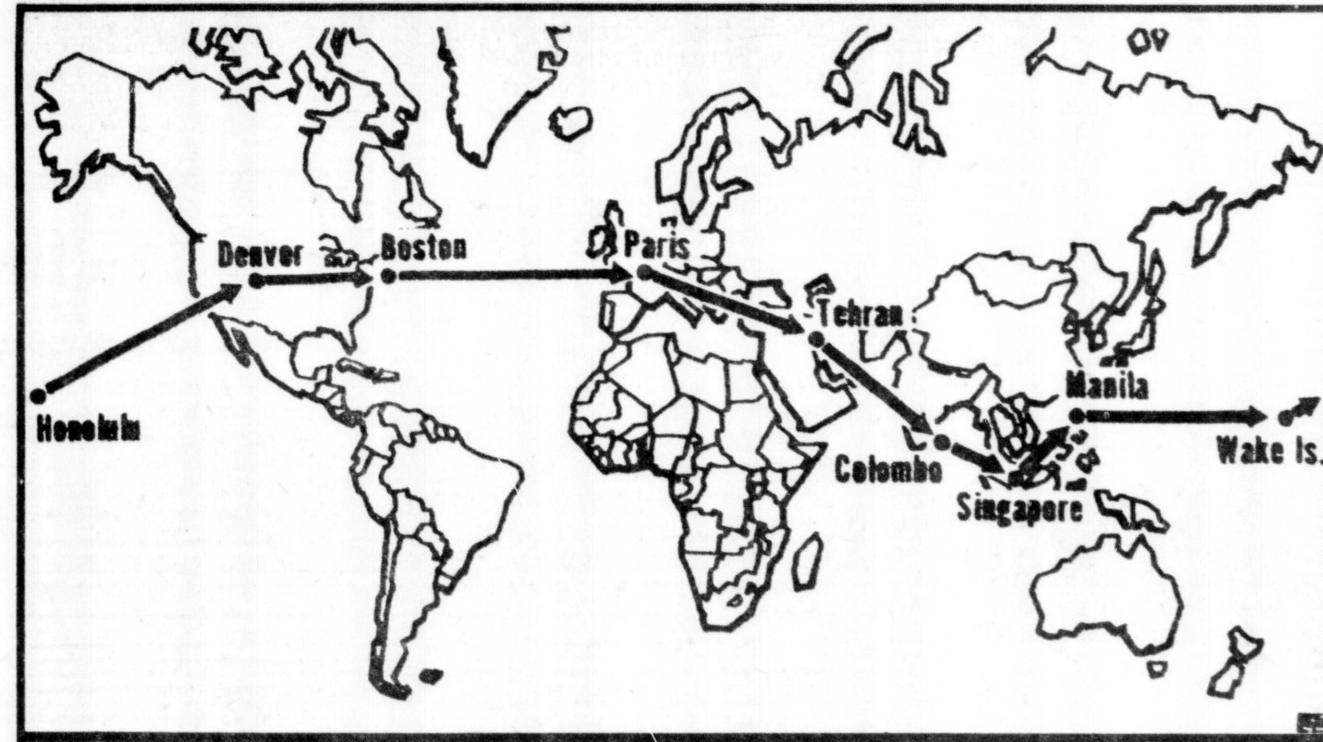 Denver
Boston
Paris
Tehran
Honolulu
Manila
Colombo
Wake Is.
Singapore